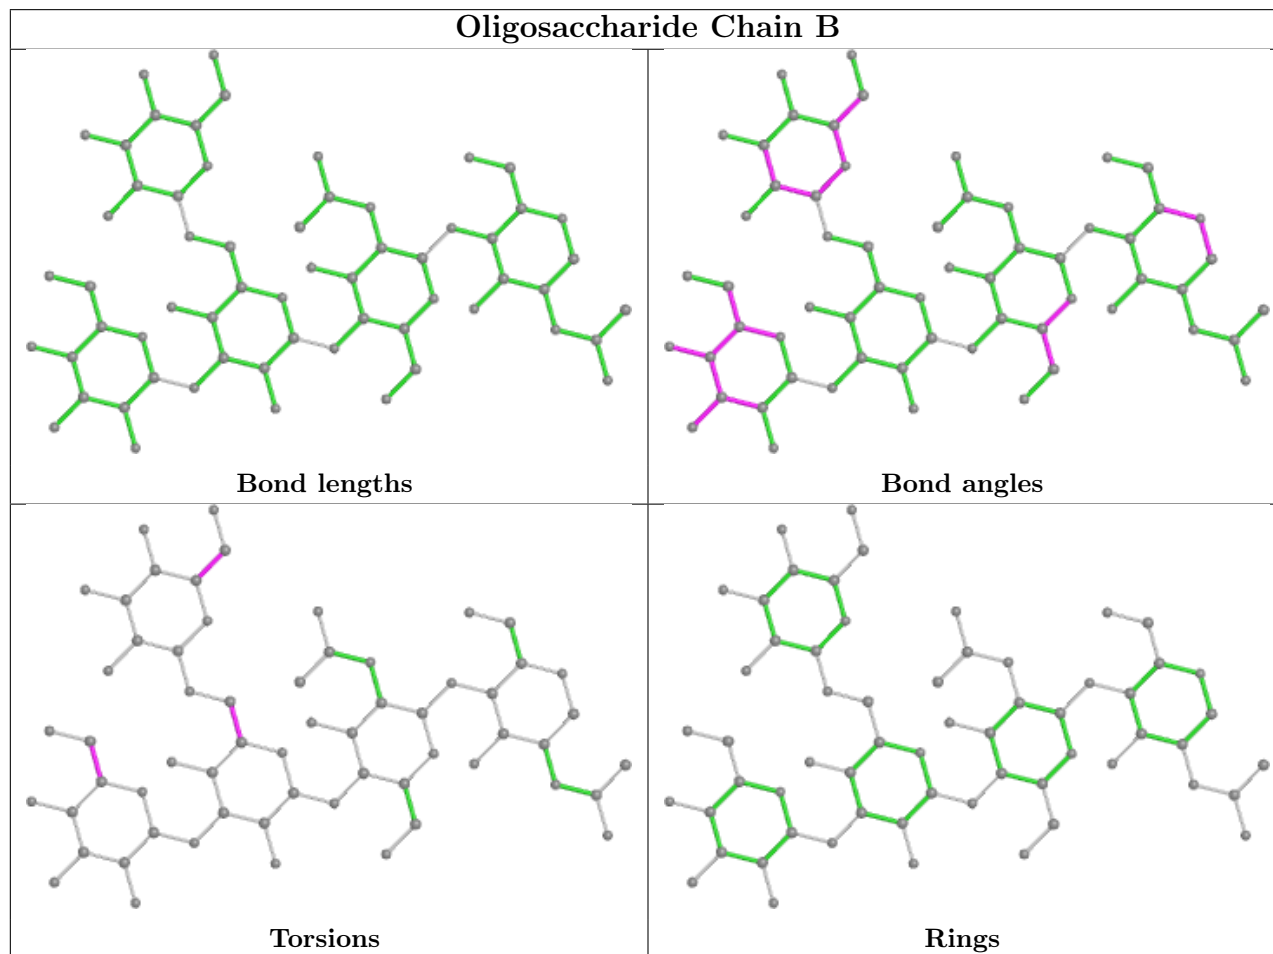 Oligosaccharide Chain B
Bond lengths
Bond angles
Torsions
Rings